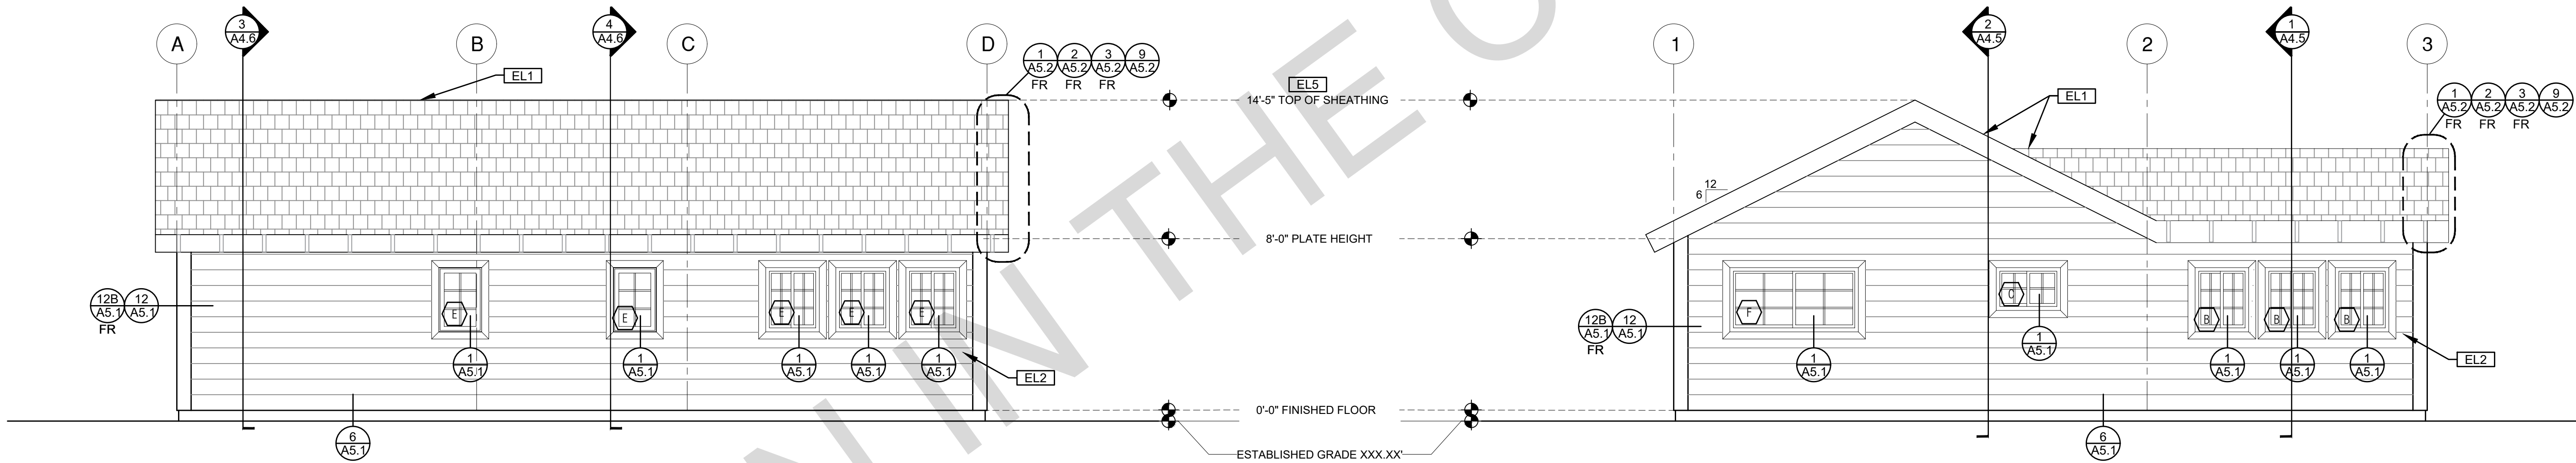 A
3
A4.6
B
4
A4.6
C
D
1
A5.2
FR
2
A5.2
FR
3
A5.2
FR
9
A5.2
EL1
EL5
14'-5" TOP OF SHEATHING
8'-0" PLATE HEIGHT
0'-0" FINISHED FLOOR
ESTABLISHED GRADE XXX.XX'
12B
A5.1
FR
12
A5.1
E
E
E
E
E
1
A5.1
1
A5.1
1
A5.1
1
A5.1
1
A5.1
EL2
6
A5.1
IN THE
1
2
A4.5
2
1
A4.5
3
EL1
1
A5.2
FR
2
A5.2
FR
3
A5.2
FR
9
A5.2
12
6
12B
A5.1
FR
12
A5.1
F
C
B
B
B
1
A5.1
1
A5.1
1
A5.1
1
A5.1
1
A5.1
EL2
6
A5.1